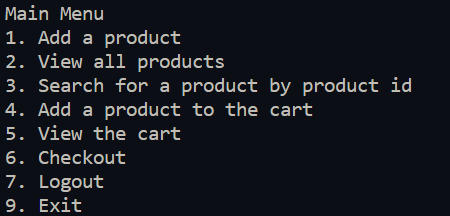 Main Menu
1. Add a product
2. View all products
3. Search for a product by product id
4. Add a product to the cart
5. View the cart
6. Checkout
7. Logout
9. Exit